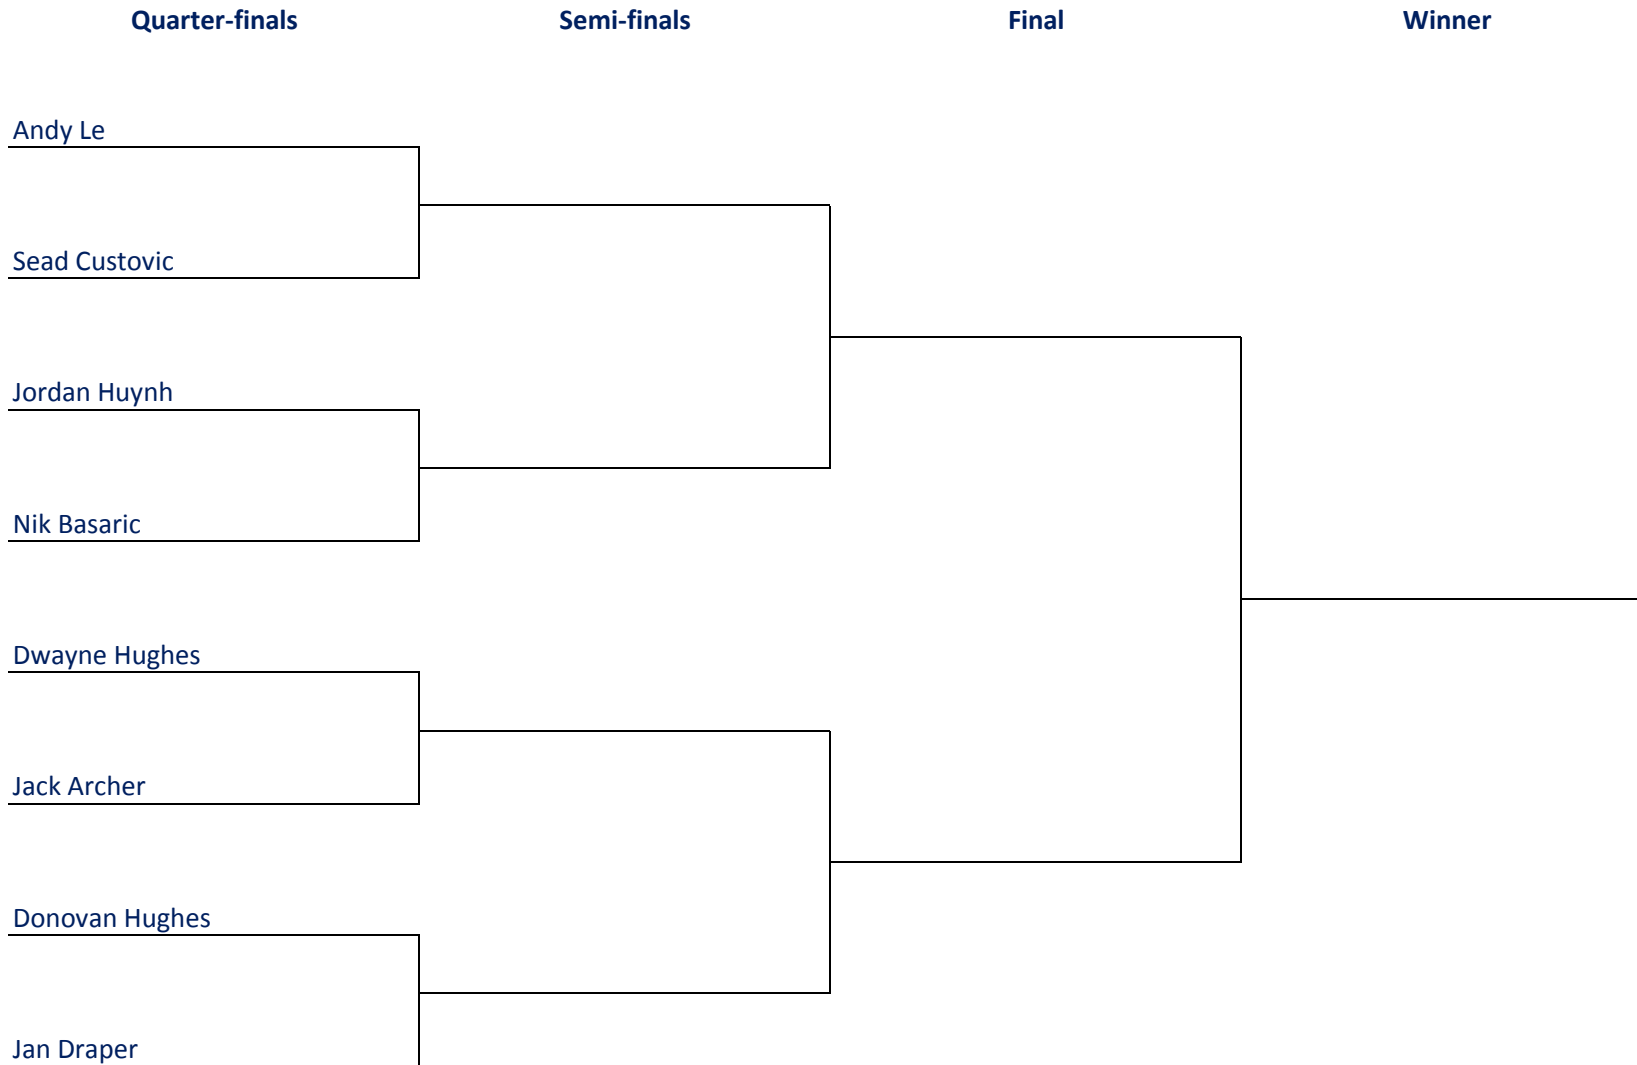 Quarter-finals Semi-finals Final Winner
Andy Le
Sead Custovic
Jordan Huynh
Nik Basaric
Dwayne Hughes
Jack Archer
Donovan Hughes
Jan Draper